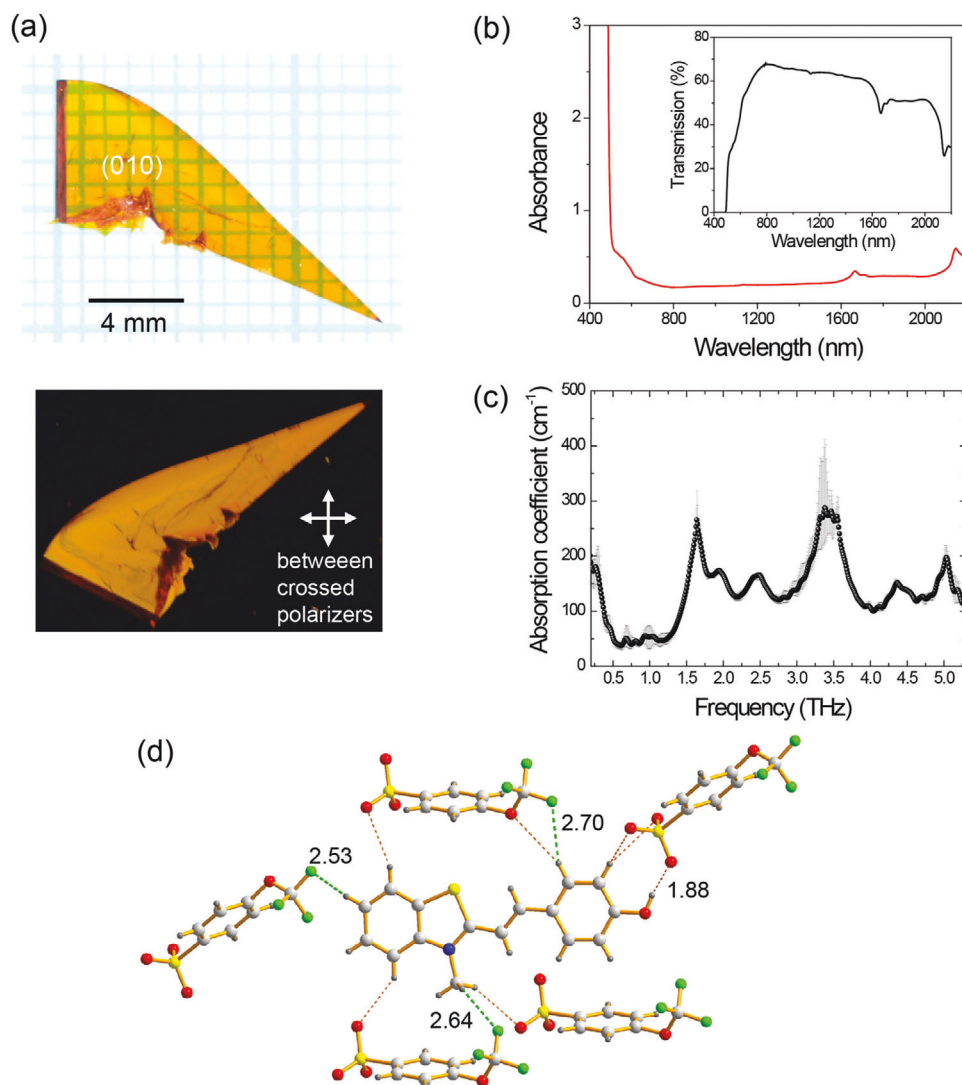 (a)
(010)
4 mm
betweeen
crossed
polarizers
(b)
3
2
1
0
Absorbance
400
800
1200
1600
2000
Wavelength (nm)
80
60
40
20
0
Transmission (%)
400
800
1200
1600
2000
Wavelength (nm)
(c)
500
400
300
200
100
0
Absorption coefficient (cm⁻¹)
0.5
1.0
1.5
2.0
2.5
3.0
3.5
4.0
4.5
5.0
Frequency (THz)
(d)
2.70
2.53
1.88
2.64